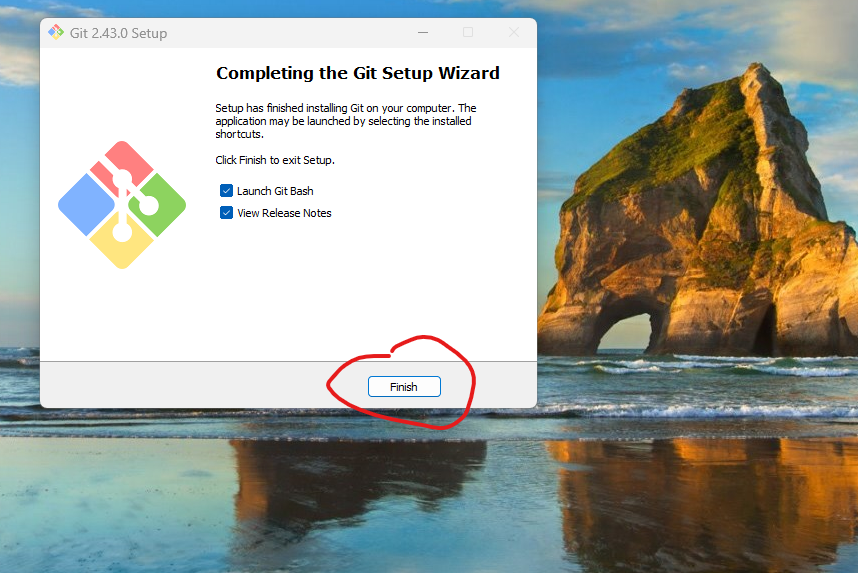 Git 2.43.0 Setup
Completing the Git Setup Wizard
Setup has finished installing Git on your computer. The
application may be launched by selecting the installed
shortcuts.
Click Finish to exit Setup.
Launch Git Bash
View Release Notes
Finish